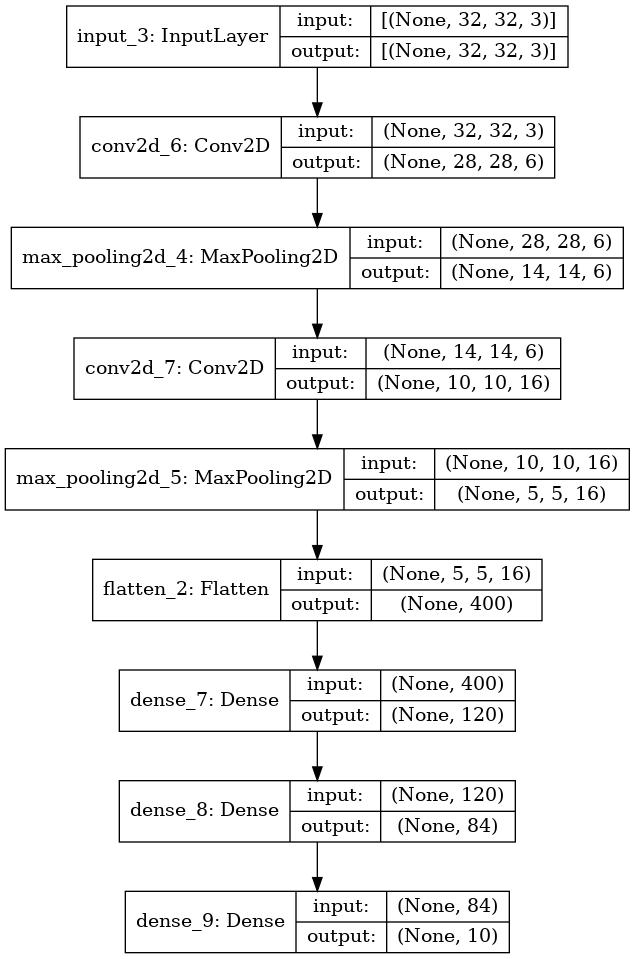 input_3: InputLayer
input: [(None, 32, 32, 3)]
output: [(None, 32, 32, 3)]
conv2d_6: Conv2D
input: (None, 32, 32, 3)
output: (None, 28, 28, 6)
max_pooling2d_4: MaxPooling2D
input: (None, 28, 28, 6)
output: (None, 14, 14, 6)
conv2d_7: Conv2D
input: (None, 14, 14, 6)
output: (None, 10, 10, 16)
max_pooling2d_5: MaxPooling2D
input: (None, 10, 10, 16)
output: (None, 5, 5, 16)
flatten_2: Flatten
input: (None, 5, 5, 16)
output: (None, 400)
dense_7: Dense
input: (None, 400)
output: (None, 120)
dense_8: Dense
input: (None, 120)
output: (None, 84)
dense_9: Dense
input: (None, 84)
output: (None, 10)